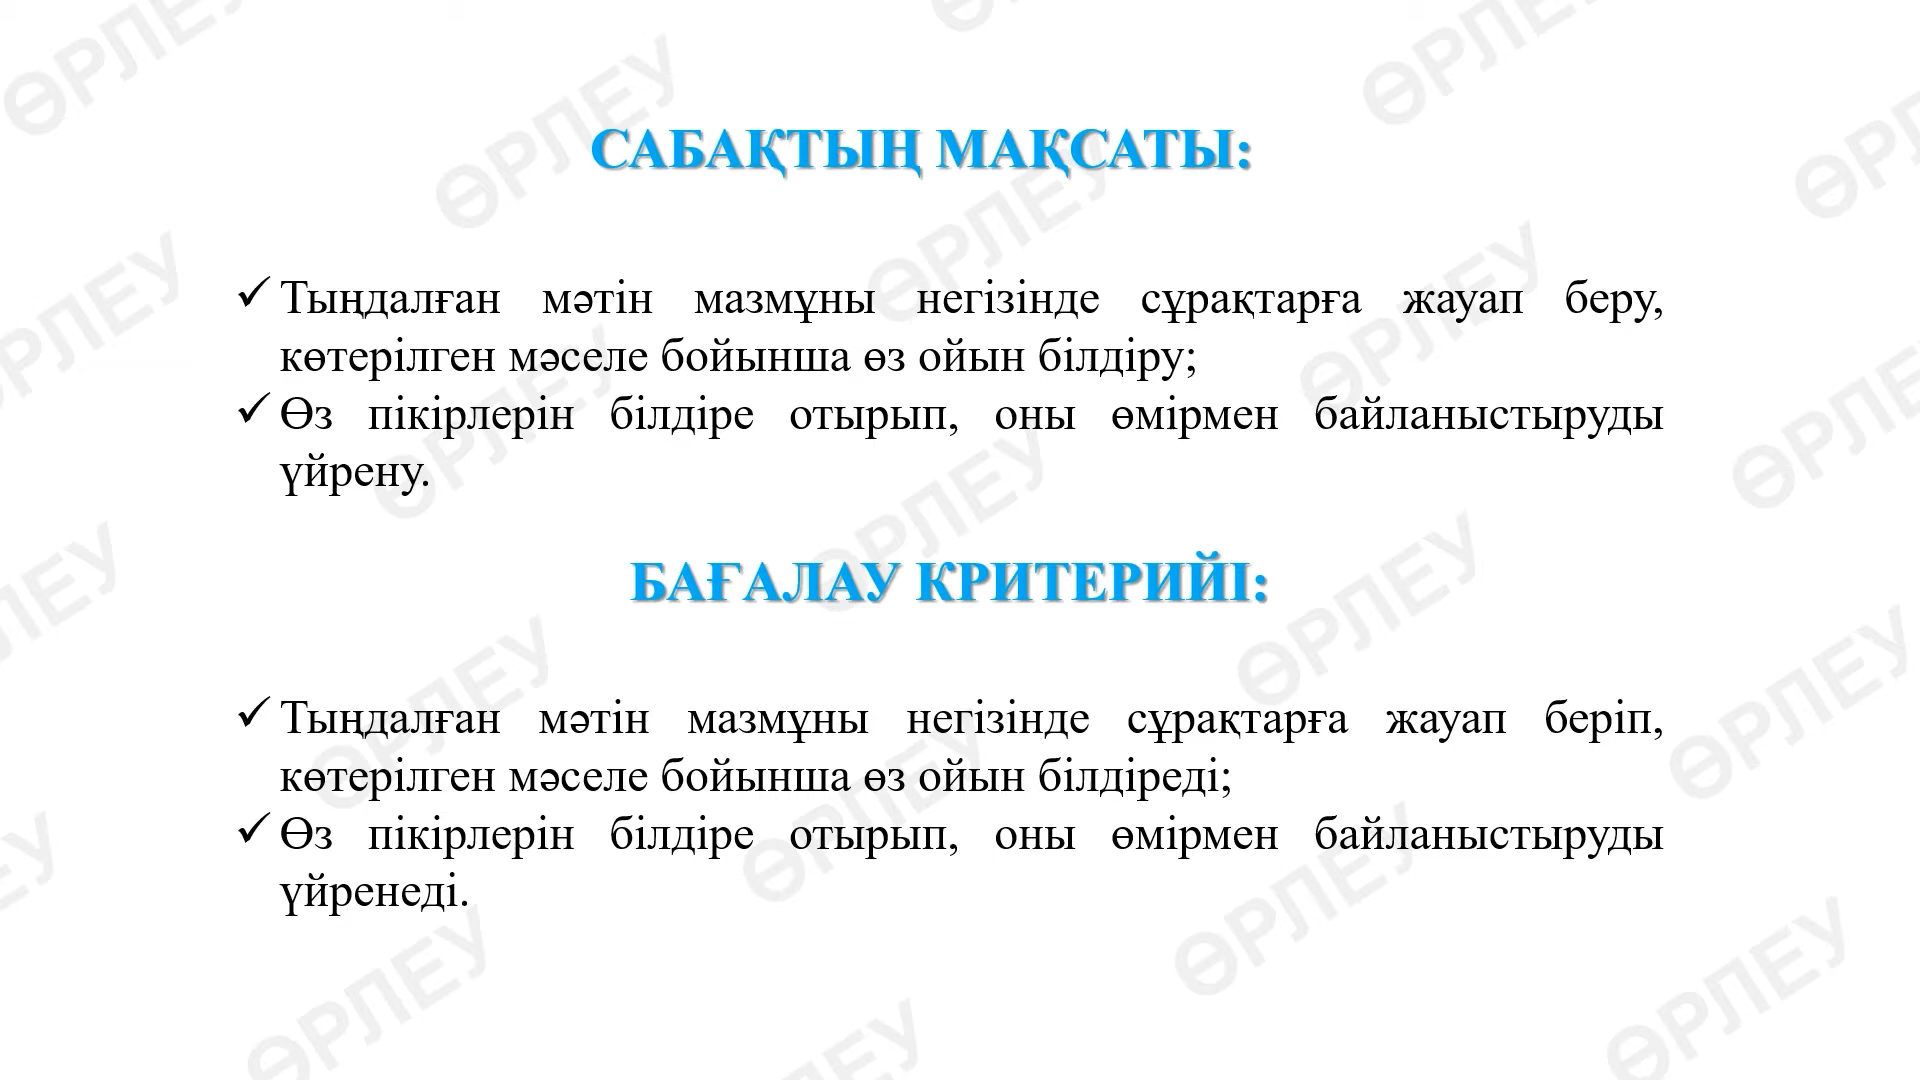 САБАҚТЫҢ МАҚСАТЫ:
✓ Тыңдалған мәтін мазмұны негізінде сұрақтарға жауап беру,
көтерілген мәселе бойынша өз ойын білдіру;
✓ Өз пікірлерін білдіре отырып, оны өмірмен байланыстыруды
үйрену.
БАҒАЛАУ КРИТЕРИЙІ:
✓ Тыңдалған мәтін мазмұны негізінде сұрақтарға жауап беріп,
көтерілген мәселе бойынша өз ойын білдіреді;
✓ Өз пікірлерін білдіре отырып, оны өмірмен байланыстыруды
үйренеді.
ӨРЛЕУ